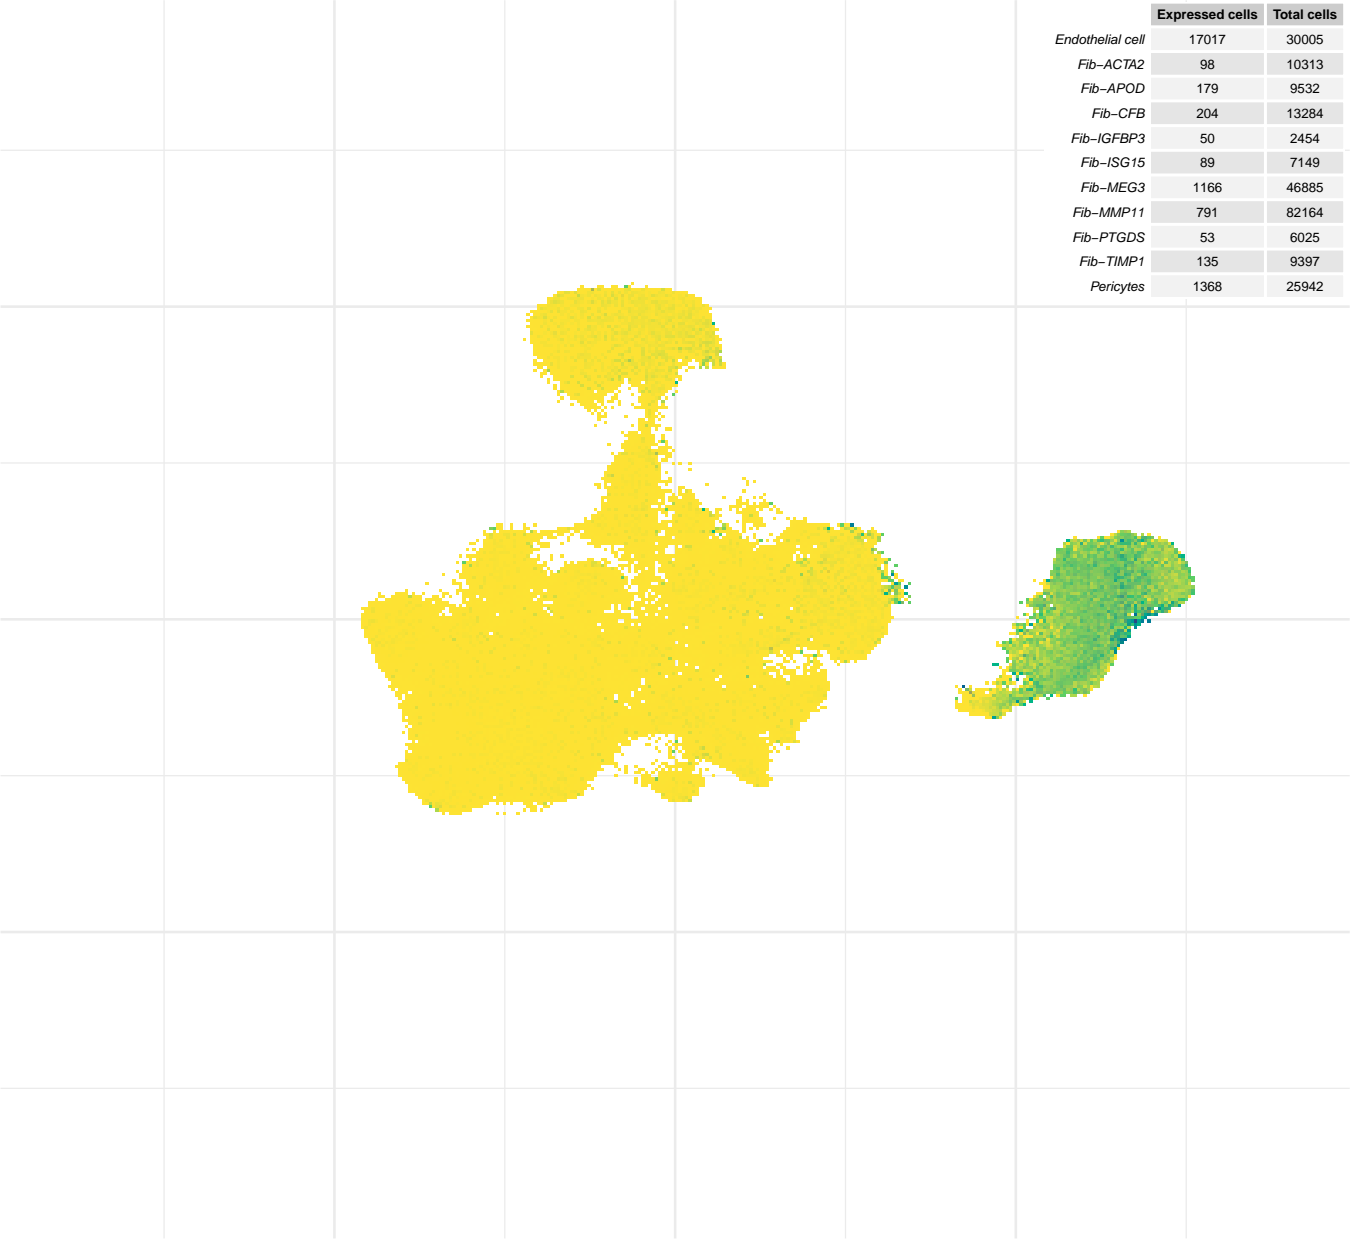 Expressed cells Total cells
Endothelial cell 17017 30005
Fib−ACTA2 98 10313
Fib−APOD 179 9532
Fib−CFB 204 13284
Fib−IGFBP3 50 2454
Fib−ISG15 89 7149
Fib−MEG3 1166 46885
Fib−MMP11 791 82164
Fib−PTGDS 53 6025
Fib−TIMP1 135 9397
Pericytes 1368 25942